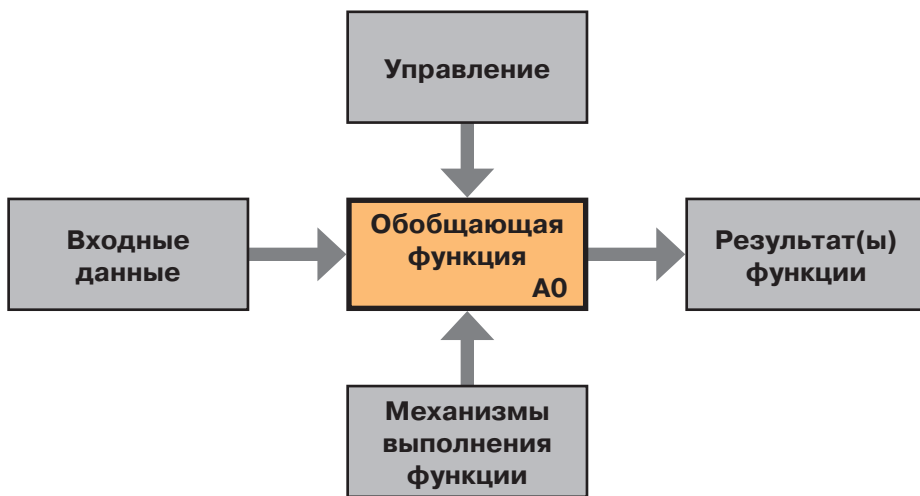 Управление
Входные
данные
Обобщающая
функция
А0
Результат(ы)
функции
Механизмы
выполнения
функции